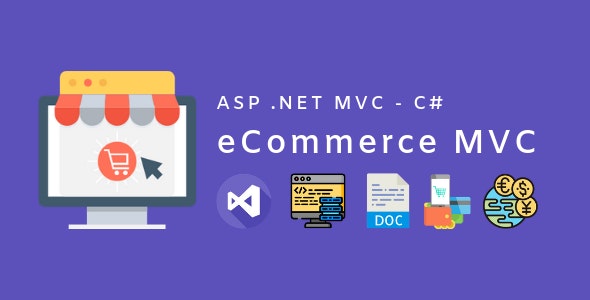 ASP .NET MVC - C#
eCommerce MVC
</>
DOC
€
$
¥